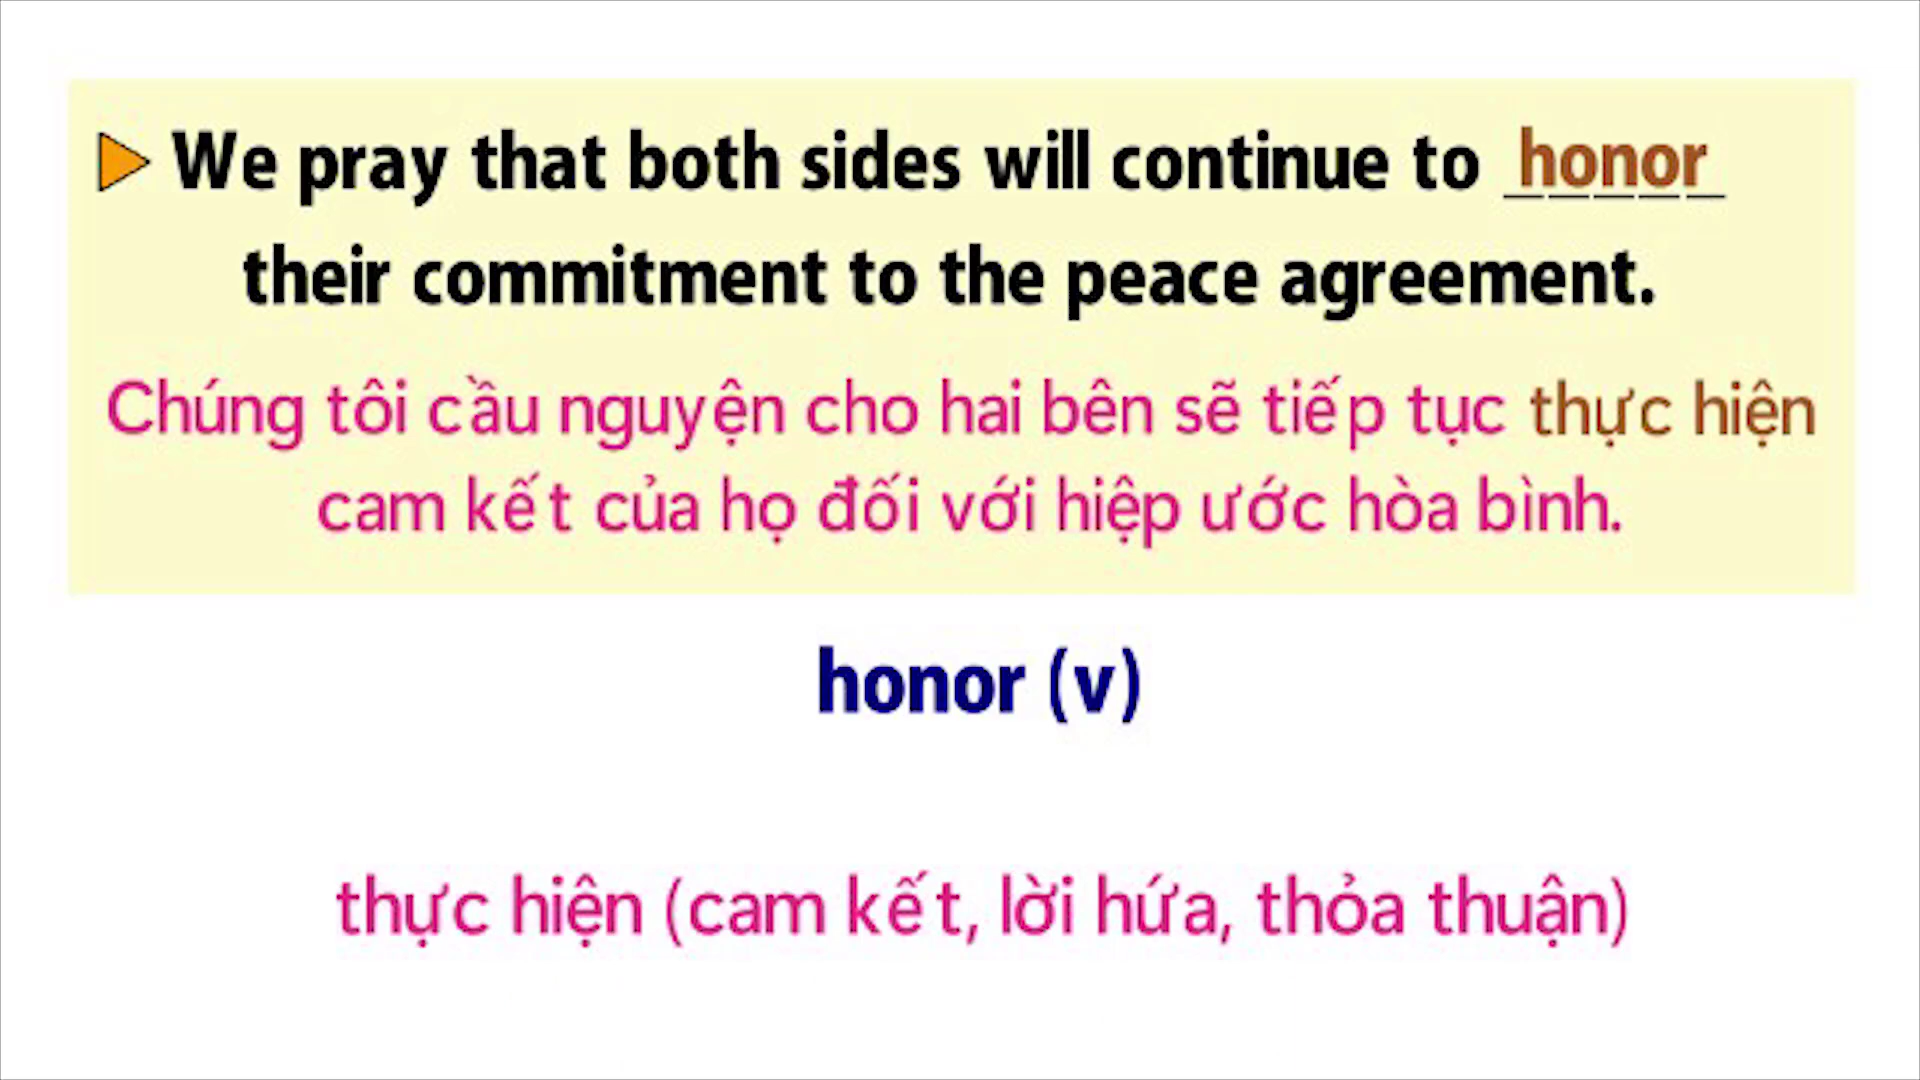 We pray that both sides will continue to honor
their commitment to the peace agreement.
Chúng tôi cầu nguyện cho hai bên sẽ tiếp tục thực hiện
cam kết của họ đối với hiệp ước hòa bình.
honor (v)
thực hiện (cam kết, lời hứa, thỏa thuận)